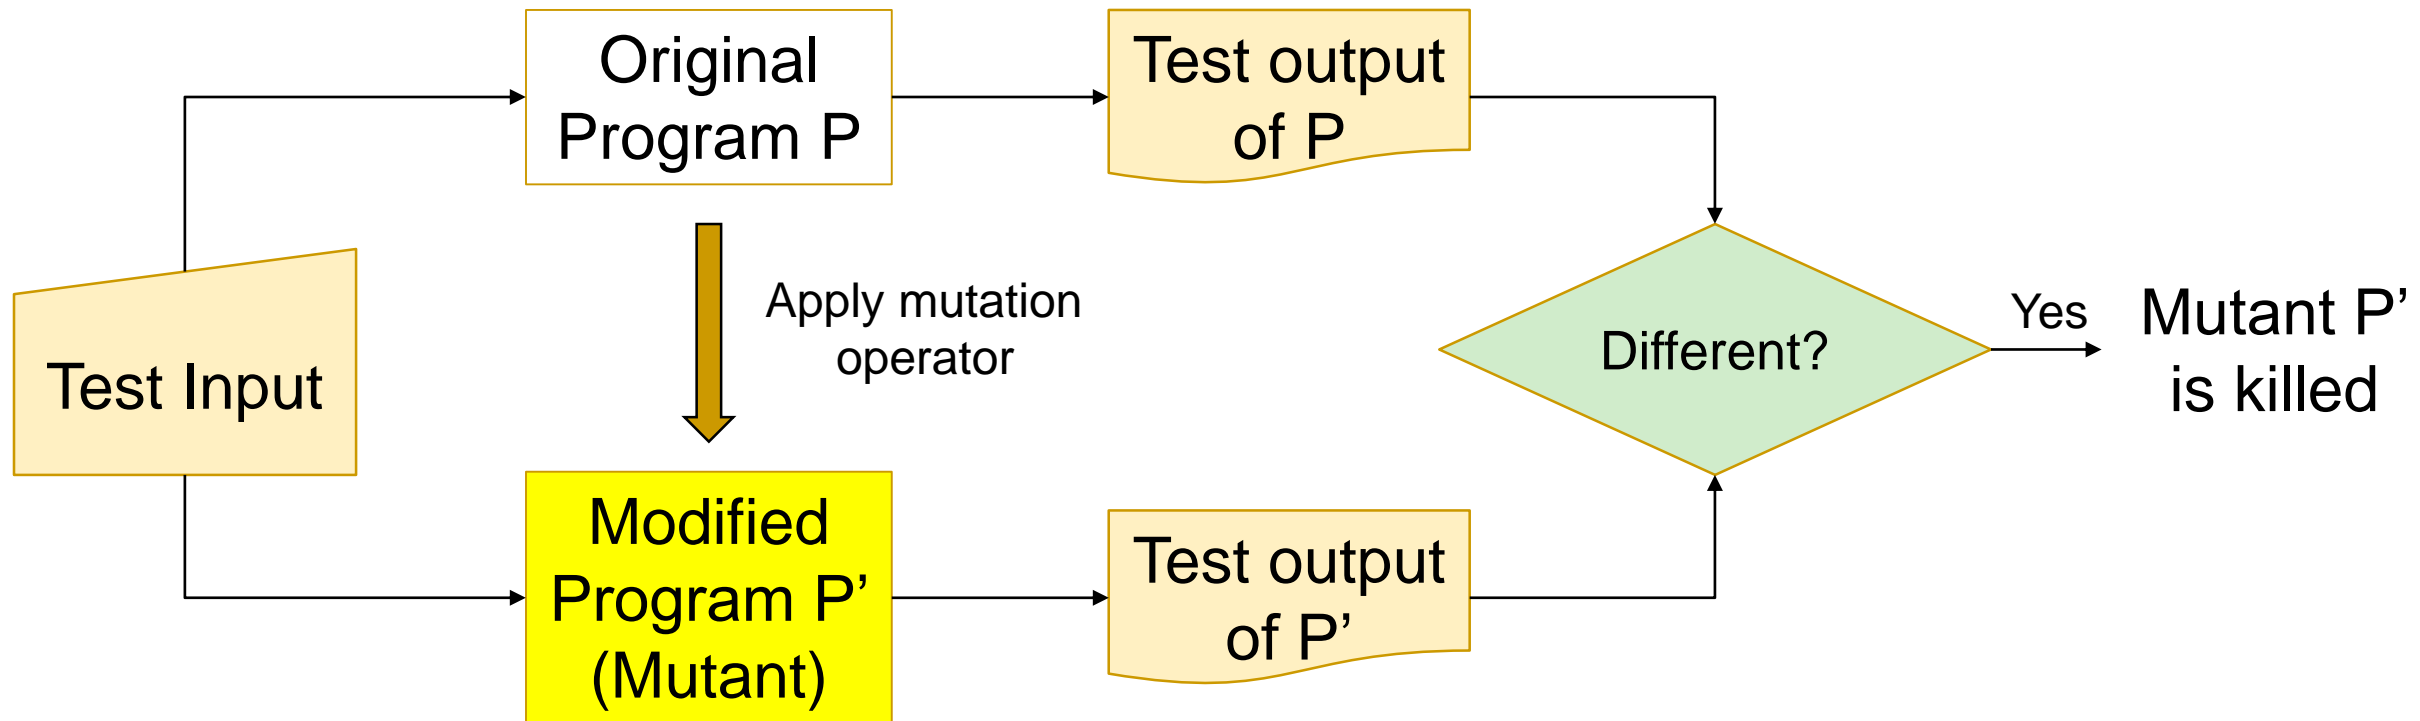 Original
Program P
Test output
of P
Test Input
Apply mutation
operator
Different?
Yes
Mutant P’
is killed
Modified
Program P’
(Mutant)
Test output
of P’